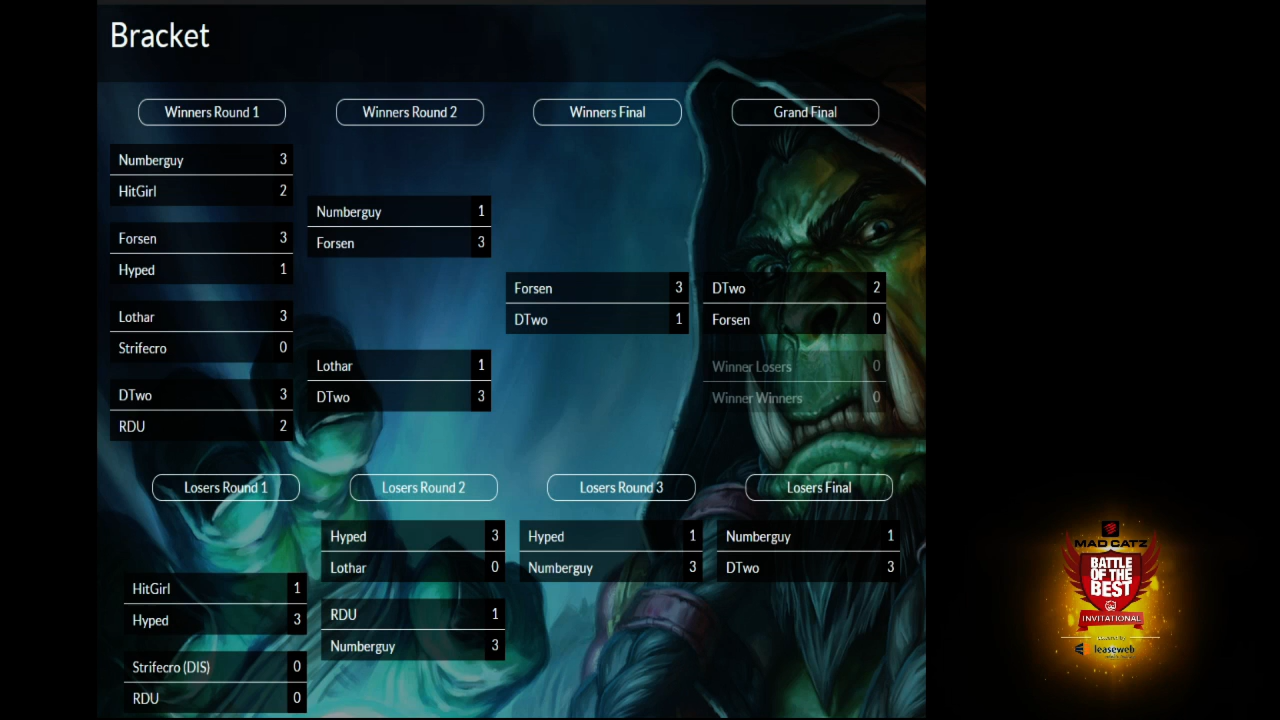 Bracket
Winners Round 1
Winners Round 2
Winners Final
Grand Final
Numberguy 3
HitGirl 2
Forsen 3
Hyped 1
Lothar 3
Strifecro 0
DTwo 3
RDU 2
Numberguy 1
Forsen 3
Lothar 1
DTwo 3
Forsen 3
DTwo 1
DTwo 2
Forsen 0
Winner Losers 0
Winner Winners 0
Losers Round 1
Losers Round 2
Losers Round 3
Losers Final
HitGirl 1
Hyped 3
Strifecro (DIS) 0
RDU 0
Hyped 3
Lothar 0
RDU 1
Numberguy 3
Hyped 1
Numberguy 3
Numberguy 1
DTwo 3
MAD CATZ
BATTLE
OF THE
BEST
INVITATIONAL
leaseweb